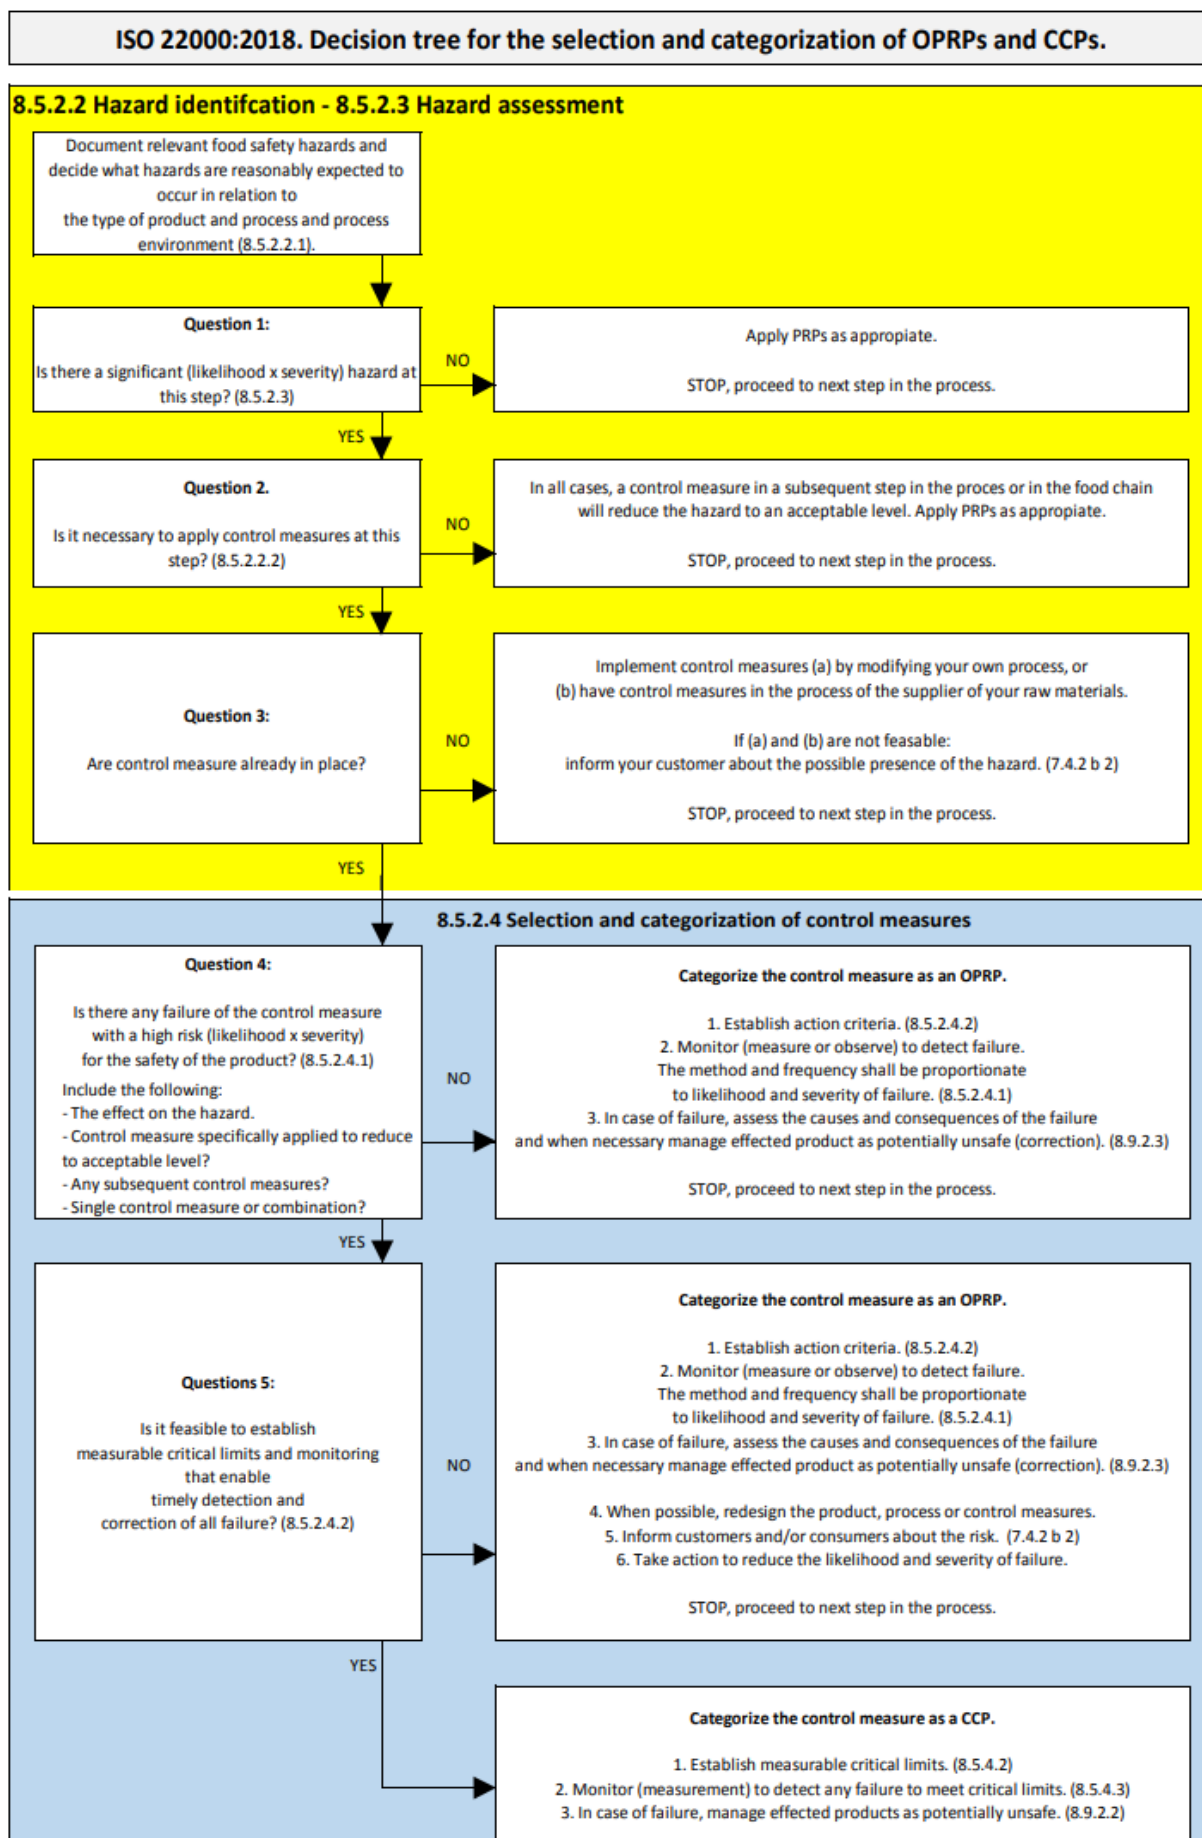 ISO 22000:2018. Decision tree for the selection and categorization of OPRPs and CCPs.
8.5.2.2 Hazard identifcation - 8.5.2.3 Hazard assessment
Document relevant food safety hazards and
decide what hazards are reasonably expected to
occur in relation to
the type of product and process and process
environment (8.5.2.2.1).
Question 1:
Is there a significant (likelihood x severity) hazard at
this step? (8.5.2.3)
NO
Apply PRPs as appropiate.
STOP, proceed to next step in the process.
YES
Question 2.
Is it necessary to apply control measures at this
step? (8.5.2.2.2)
NO
In all cases, a control measure in a subsequent step in the proces or in the food chain
will reduce the hazard to an acceptable level. Apply PRPs as appropiate.
STOP, proceed to next step in the process.
YES
Question 3:
Are control measure already in place?
NO
Implement control measures (a) by modifying your own process, or
(b) have control measures in the process of the supplier of your raw materials.
If (a) and (b) are not feasable:
inform your customer about the possible presence of the hazard. (7.4.2 b 2)
STOP, proceed to next step in the process.
YES
8.5.2.4 Selection and categorization of control measures
Question 4:
Is there any failure of the control measure
with a high risk (likelihood x severity)
for the safety of the product? (8.5.2.4.1)
Include the following:
- The effect on the hazard.
- Control measure specifically applied to reduce
to acceptable level?
- Any subsequent control measures?
- Single control measure or combination?
NO
Categorize the control measure as an OPRP.
1. Establish action criteria. (8.5.2.4.2)
2. Monitor (measure or observe) to detect failure.
The method and frequency shall be proportionate
to likelihood and severity of failure. (8.5.2.4.1)
3. In case of failure, assess the causes and consequences of the failure
and when necessary manage effected product as potentially unsafe (correction). (8.9.2.3)
STOP, proceed to next step in the process.
YES
Questions 5:
Is it feasible to establish
measurable critical limits and monitoring
that enable
timely detection and
correction of all failure? (8.5.2.4.2)
NO
Categorize the control measure as an OPRP.
1. Establish action criteria. (8.5.2.4.2)
2. Monitor (measure or observe) to detect failure.
The method and frequency shall be proportionate
to likelihood and severity of failure. (8.5.2.4.1)
3. In case of failure, assess the causes and consequences of the failure
and when necessary manage effected product as potentially unsafe (correction). (8.9.2.3)
4. When possible, redesign the product, process or control measures.
5. Inform customers and/or consumers about the risk. (7.4.2 b 2)
6. Take action to reduce the likelihood and severity of failure.
STOP, proceed to next step in the process.
YES
Categorize the control measure as a CCP.
1. Establish measurable critical limits. (8.5.4.2)
2. Monitor (measurement) to detect any failure to meet critical limits. (8.5.4.3)
3. In case of failure, manage effected products as potentially unsafe. (8.9.2.2)